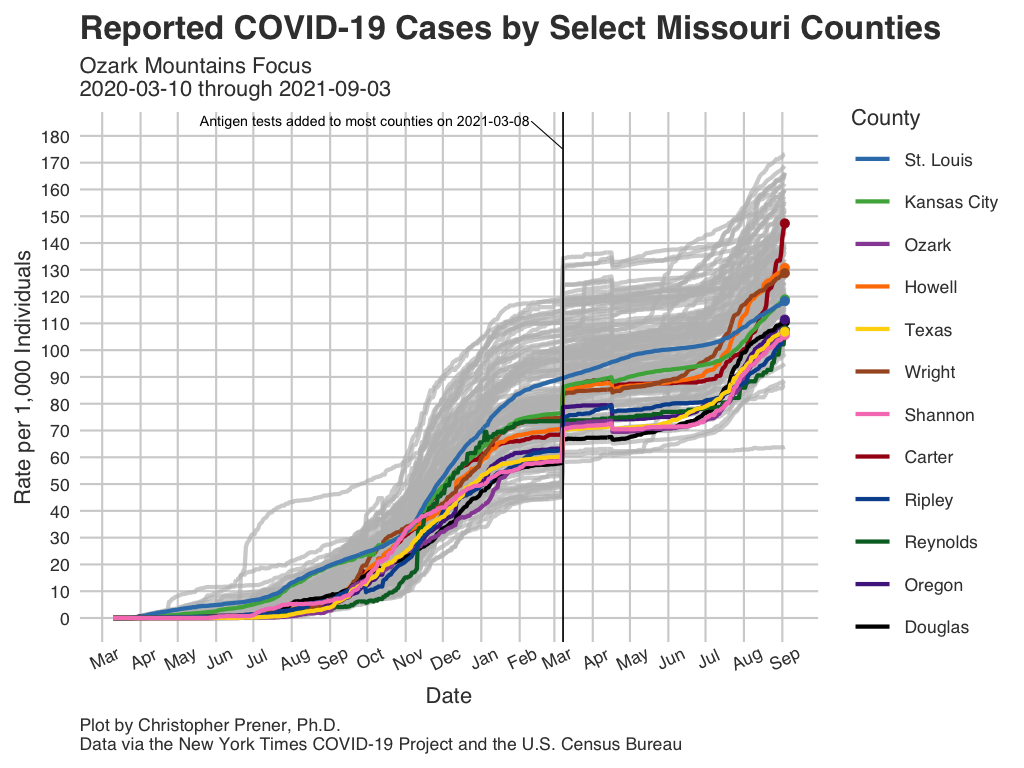 Reported COVID-19 Cases by Select Missouri Counties
Ozark Mountains Focus
2020-03-10 through 2021-09-03
Antigen tests added to most counties on 2021-03-08
Rate per 1,000 Individuals
180
170
160
150
140
130
120
110
100
90
80
70
60
50
40
30
20
10
0
Mar Apr May Jun Jul Aug Sep Oct Nov Dec Jan Feb Mar Apr May Jun Jul Aug Sep
Date
County
St. Louis
Kansas City
Ozark
Howell
Texas
Wright
Shannon
Carter
Ripley
Reynolds
Oregon
Douglas
Plot by Christopher Prener, Ph.D.
Data via the New York Times COVID-19 Project and the U.S. Census Bureau